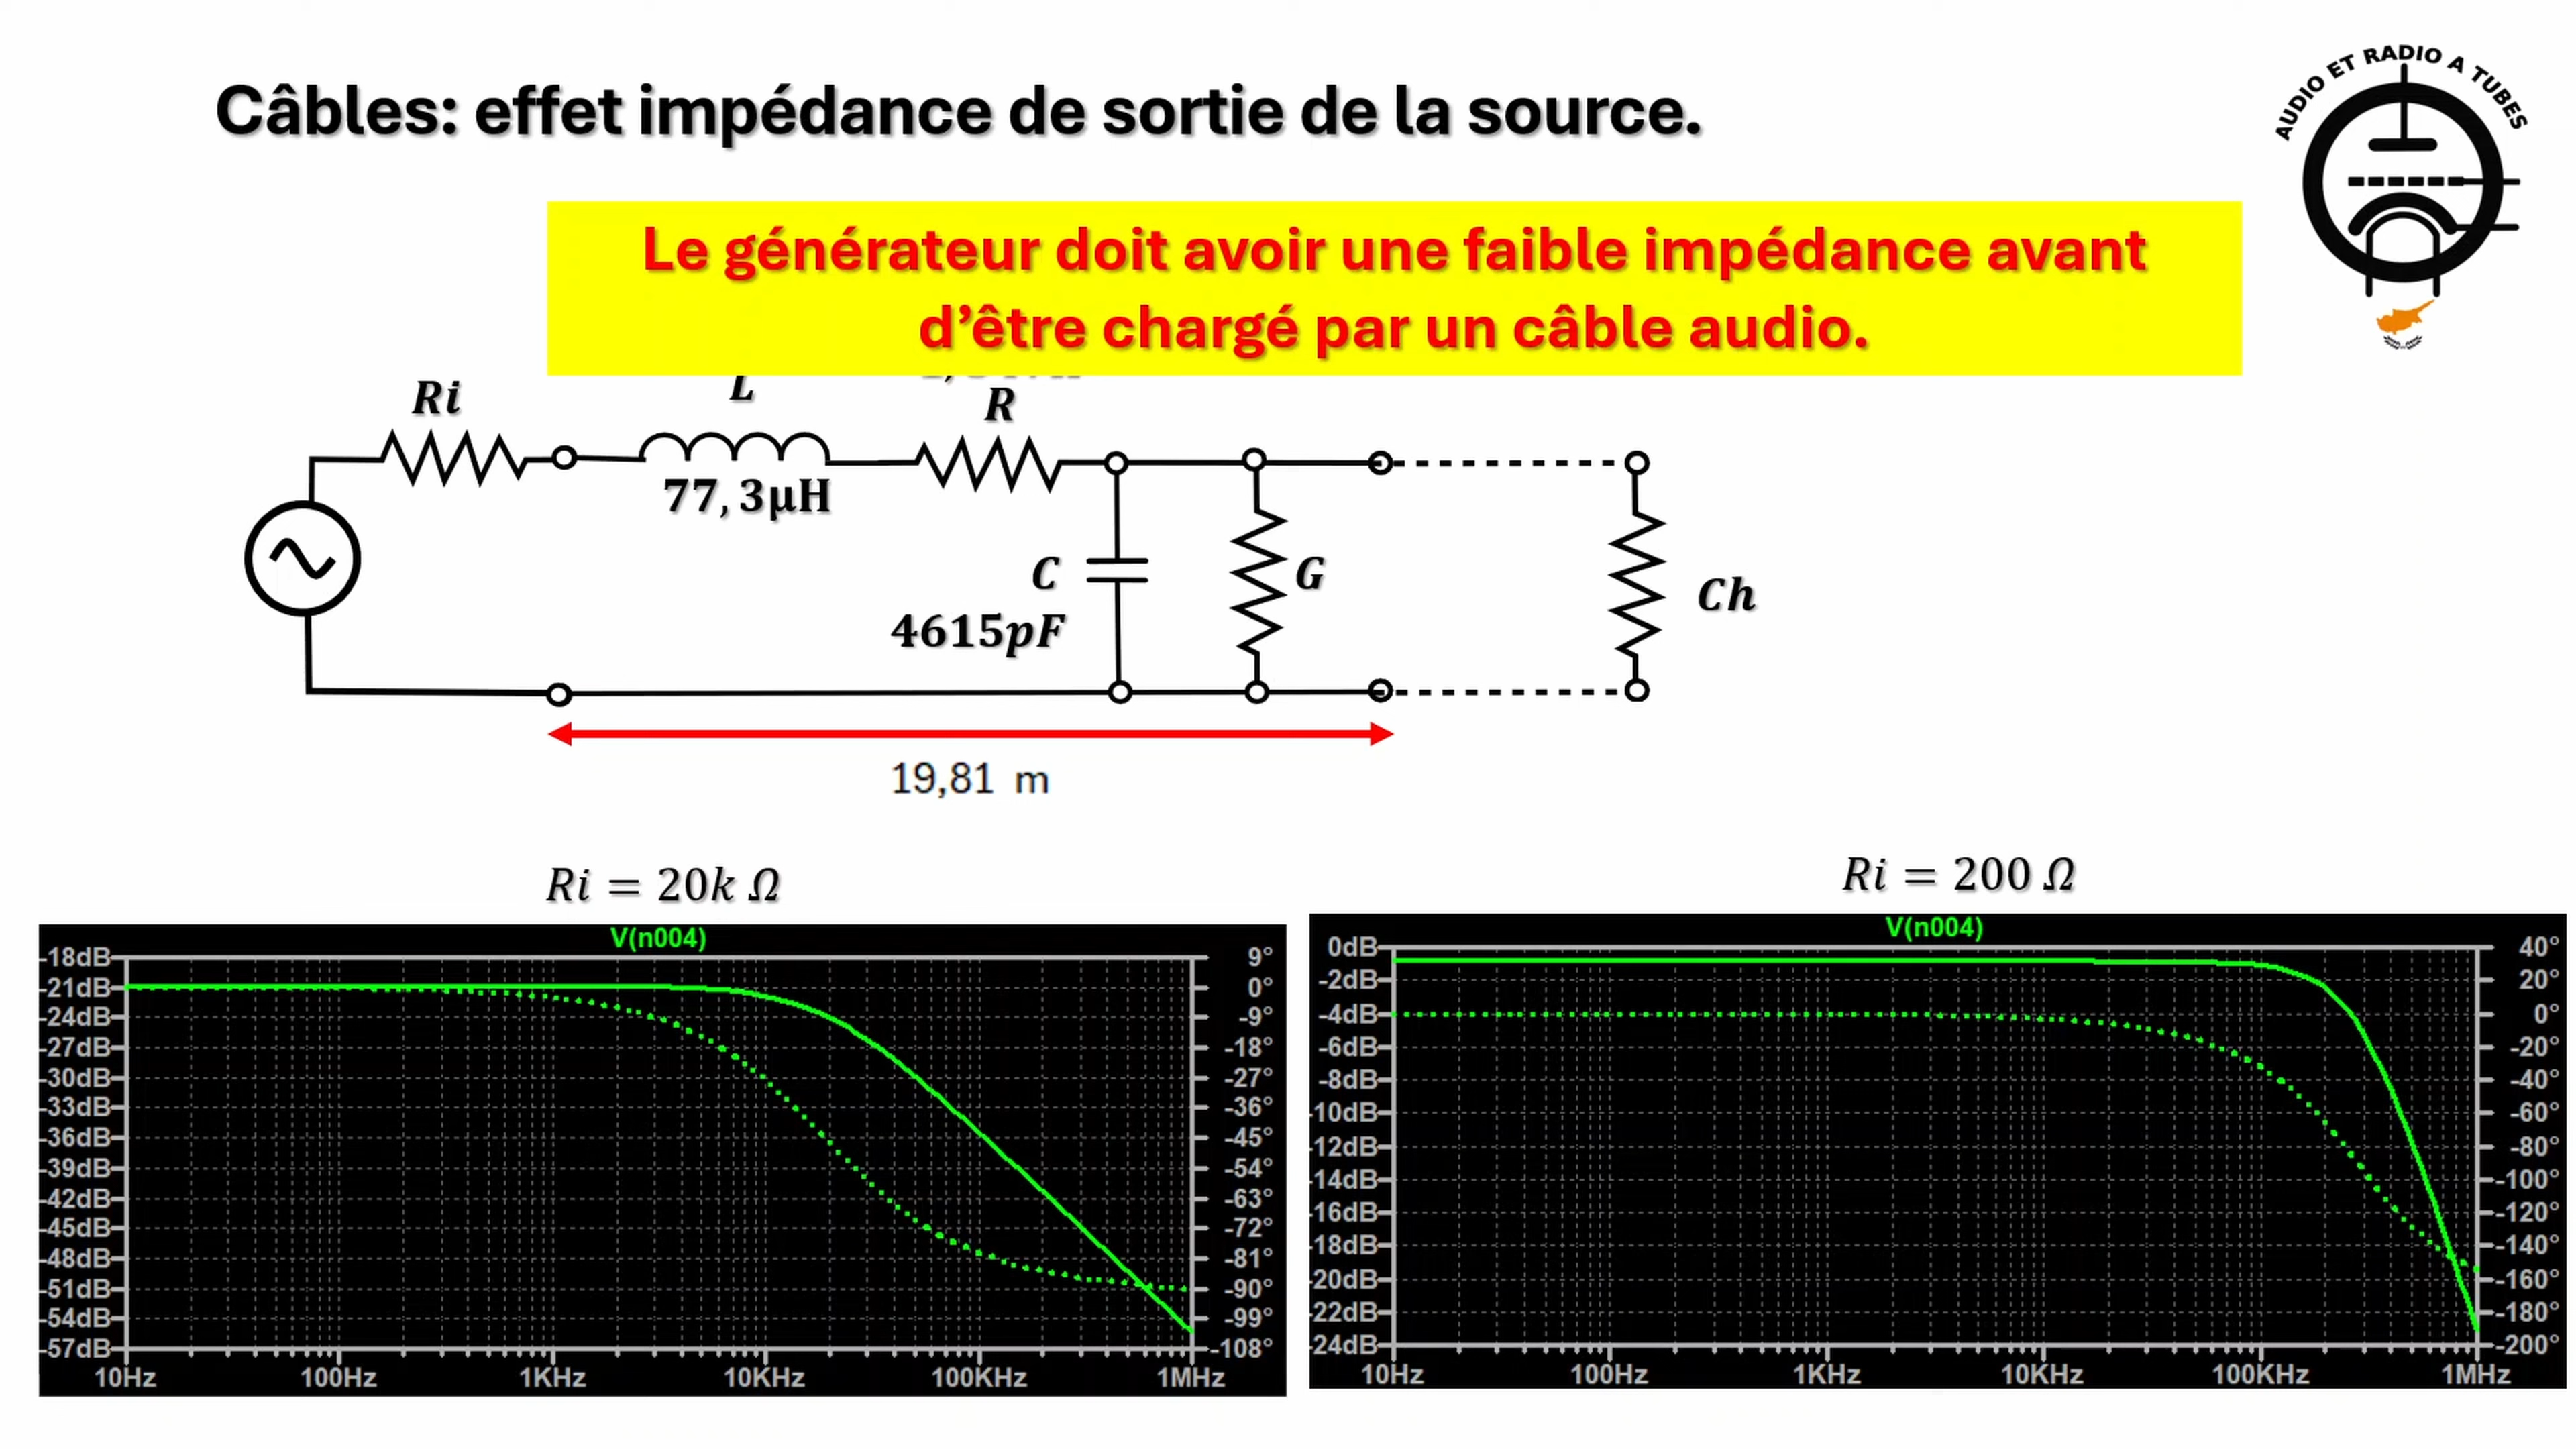 Câbles: effet impédance de sortie de la source.
AUDIO ET RADIO A TUBES
Le générateur doit avoir une faible impédance avant
d'être chargé par un câble audio.
Ri
L
R
77,3µH
C
4615pF
G
Ch
19,81 m
Ri = 20k Ω
Ri = 200 Ω
V(n004)
-18dB 9°
-21dB 0°
-24dB -9°
-27dB -18°
-30dB -27°
-33dB -36°
-36dB -45°
-39dB -54°
-42dB -63°
-45dB -72°
-48dB -81°
-51dB -90°
-54dB -99°
-57dB -108°
10Hz 100Hz 1KHz 10KHz 100KHz 1MHz
V(n004)
0dB 40°
-2dB 20°
-4dB 0°
-6dB -20°
-8dB -40°
-10dB -60°
-12dB -80°
-14dB -100°
-16dB -120°
-18dB -140°
-20dB -160°
-22dB -180°
-24dB -200°
10Hz 100Hz 1KHz 10KHz 100KHz 1MHz